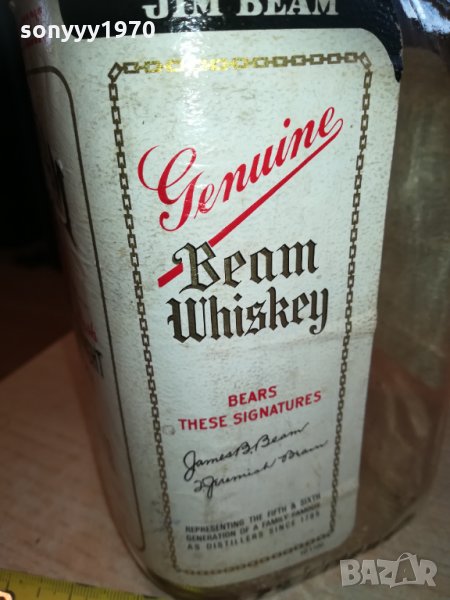 sonyyy1970
JIM BEAM
Genuine
Beam
Whiskey
BEARS
THESE SIGNATURES
James B. Beam
T. Jeremiah Beam
REPRESENTING THE FIFTH & SIXTH
GENERATION OF A FAMILY FAMOUS
AS DISTILLERS SINCE 1795
BAZAR